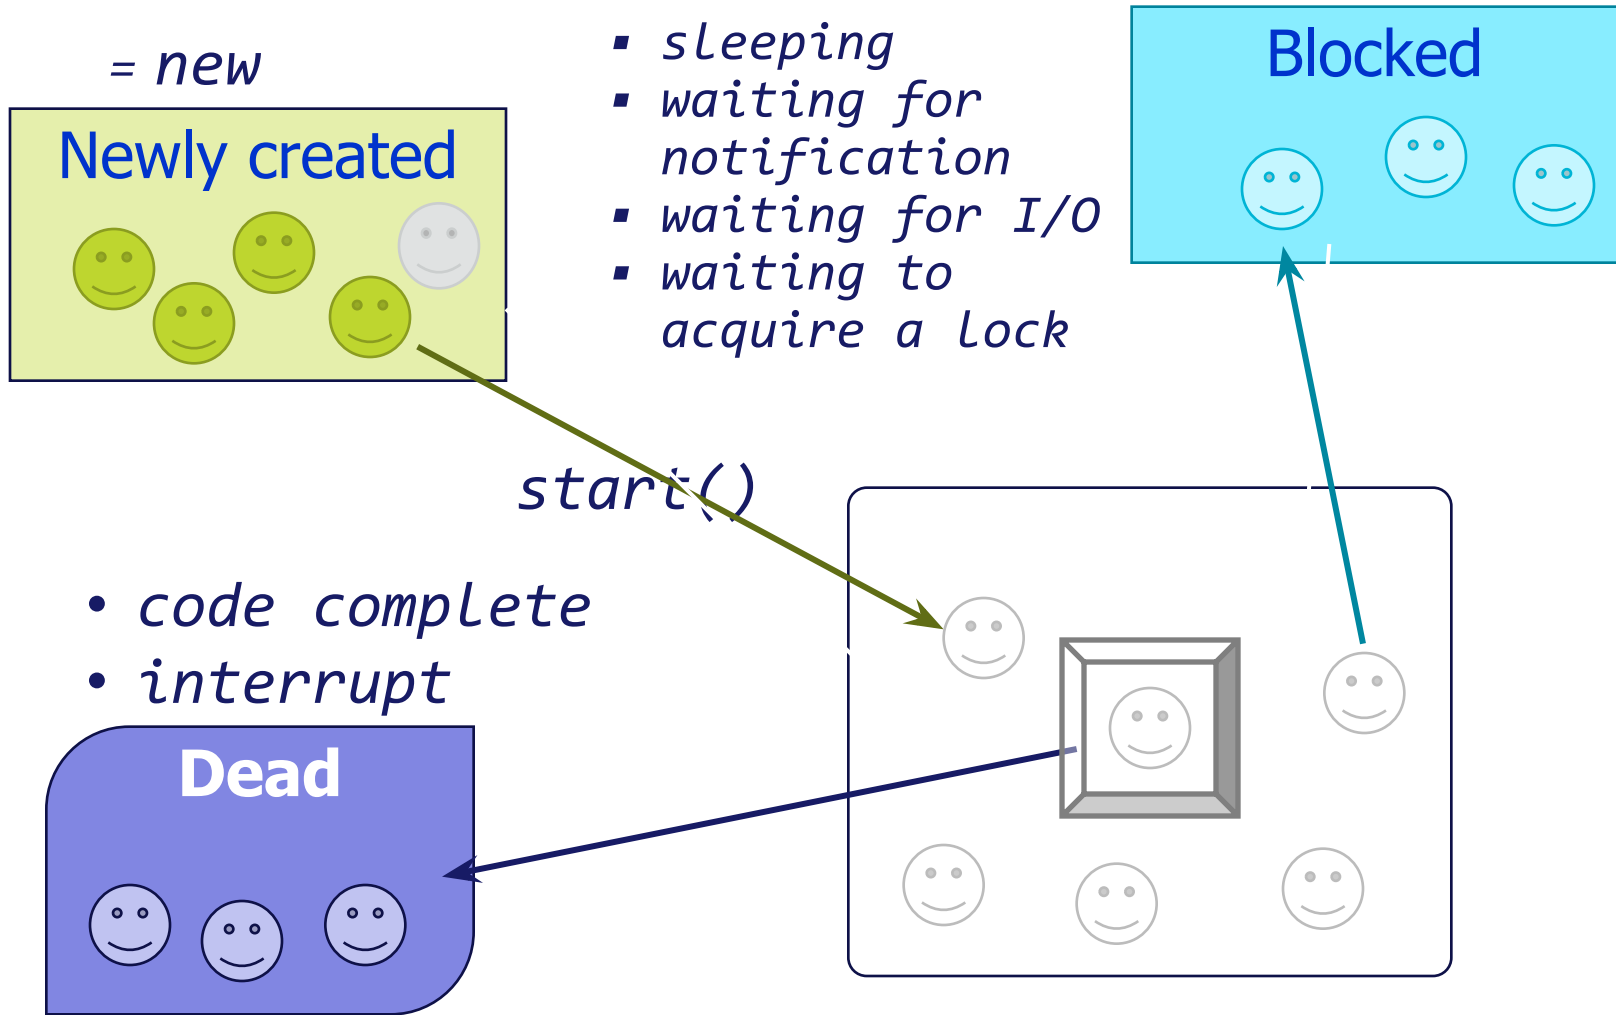 = new
Newly created
▪ sleeping
▪ waiting for
notification
▪ waiting for I/O
▪ waiting to
acquire a lock
Blocked
start()
• code complete
• interrupt
Dead